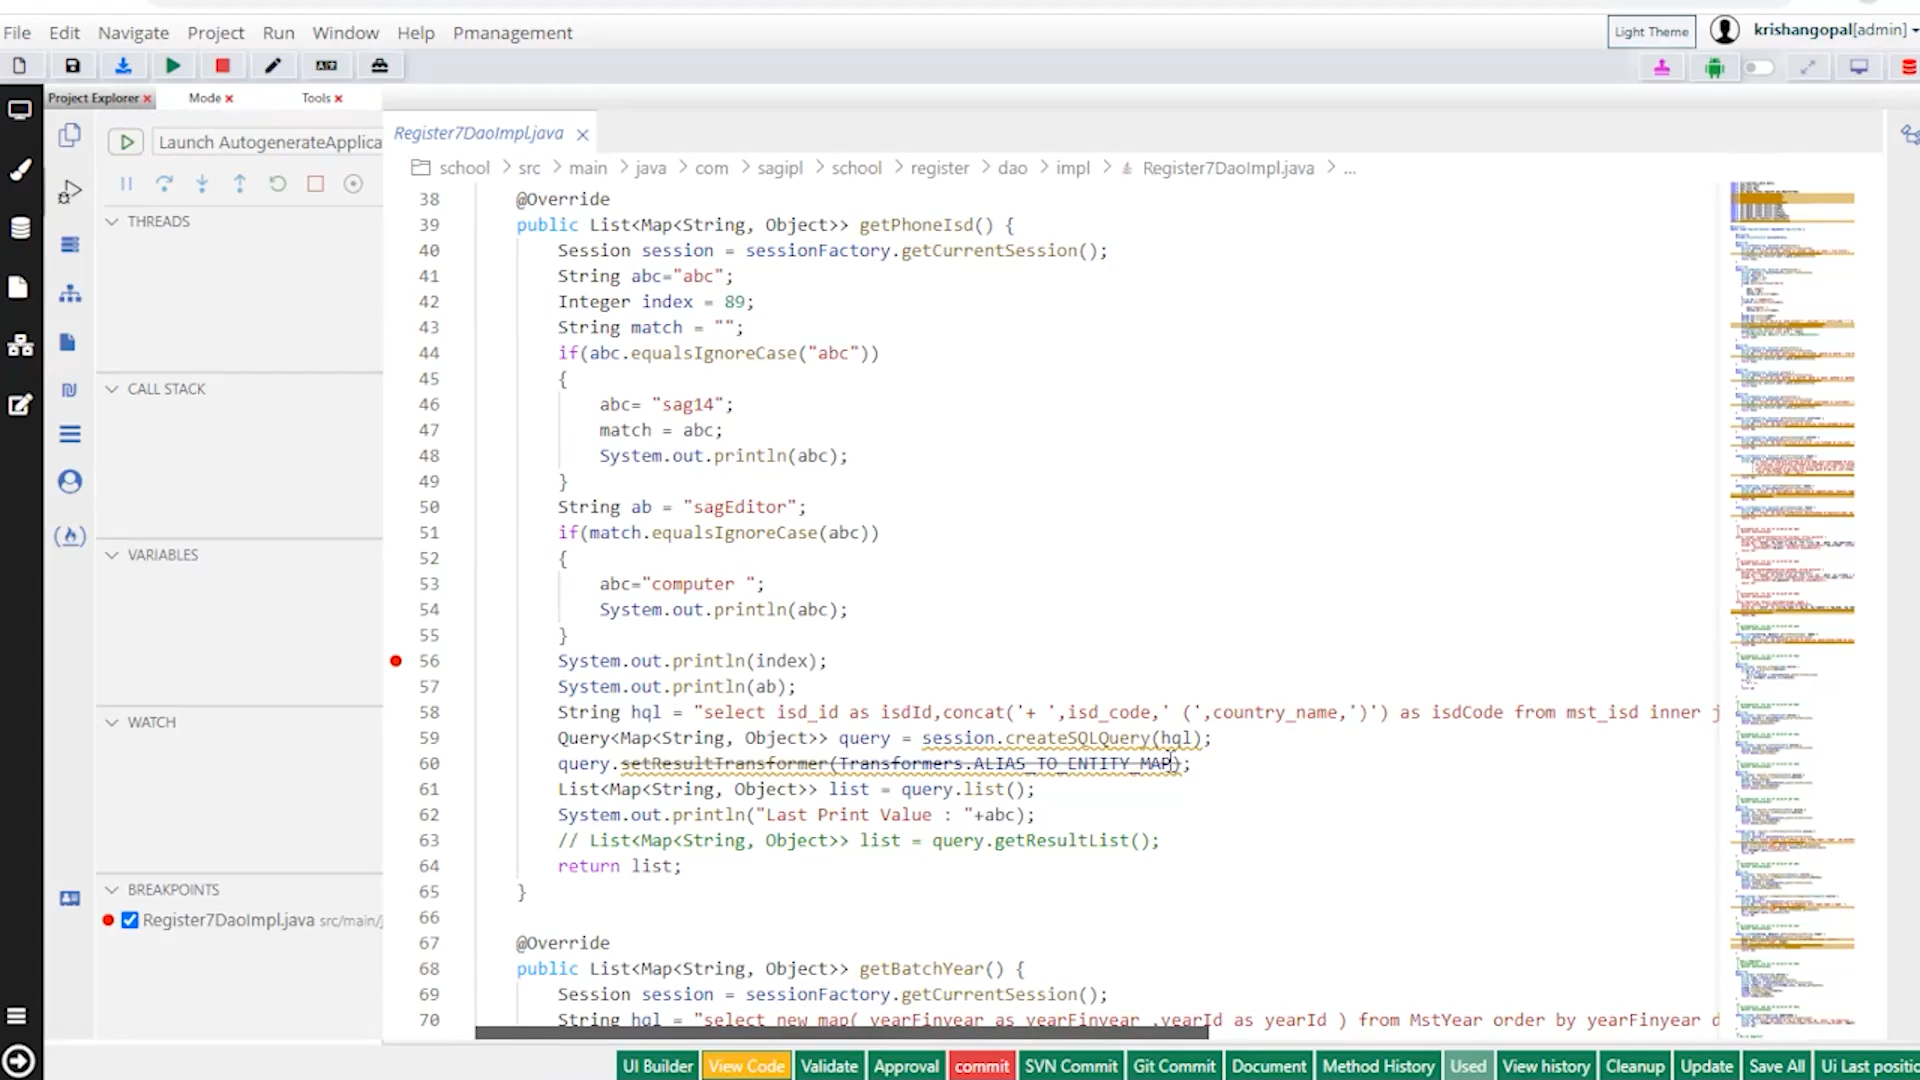 File Edit Navigate Project Run Window Help Pmanagement Light Theme krishangopal[admin]
Project Explorer × Mode × Tools ×
Launch AutogenerateApplica
THREADS
CALL STACK
VARIABLES
WATCH
BREAKPOINTS
Register7DaoImpl.java src/main/j
Register7DaoImpl.java ×
school > src > main > java > com > sagipl > school > register > dao > impl > Register7DaoImpl.java > ...
38 @Override
39 public List<Map<String, Object>> getPhoneIsd() {
40 Session session = sessionFactory.getCurrentSession();
41 String abc="abc";
42 Integer index = 89;
43 String match = "";
44 if(abc.equalsIgnoreCase("abc"))
45 {
46 abc= "sag14";
47 match = abc;
48 System.out.println(abc);
49 }
50 String ab = "sagEditor";
51 if(match.equalsIgnoreCase(abc))
52 {
53 abc="computer ";
54 System.out.println(abc);
55 }
56 System.out.println(index);
57 System.out.println(ab);
58 String hql = "select isd_id as isdId,concat('+ ',isd_code,' (',country_name,')') as isdCode from mst_isd inner j
59 Query<Map<String, Object>> query = session.createSQLQuery(hql);
60 query.setResultTransformer(Transformers.ALIAS_TO_ENTITY_MAP);
61 List<Map<String, Object>> list = query.list();
62 System.out.println("Last Print Value : "+abc);
63 // List<Map<String, Object>> list = query.getResultList();
64 return list;
65 }
66
67 @Override
68 public List<Map<String, Object>> getBatchYear() {
69 Session session = sessionFactory.getCurrentSession();
70 String hql = "select new map( yearFinyear as yearFinyear ,yearId as yearId ) from MstYear order by yearFinyear d
UI Builder View Code Validate Approval commit SVN Commit Git Commit Document Method History Used View history Cleanup Update Save All Ui Last positio